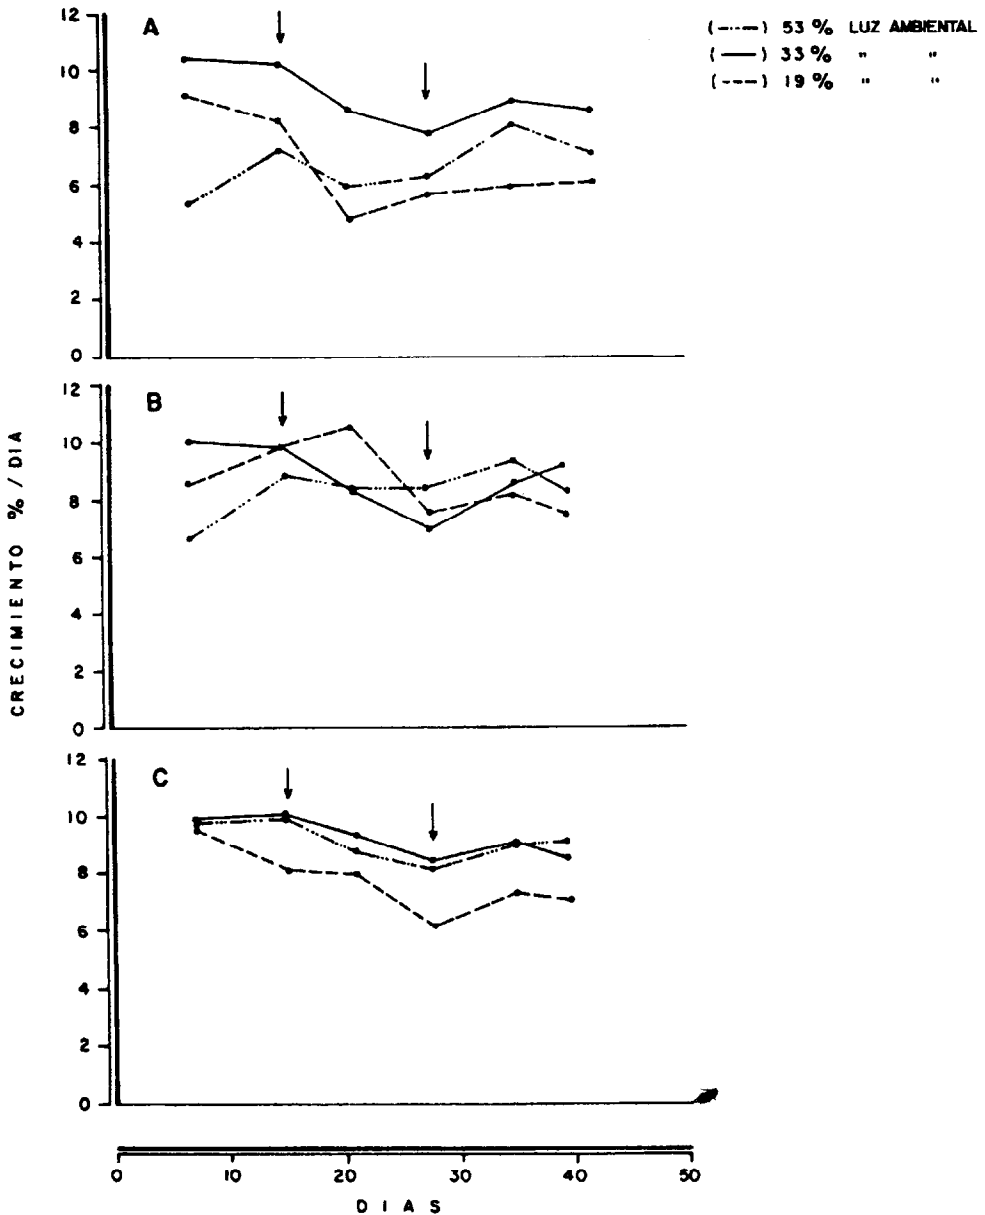 (-··-··-) 53 % LUZ AMBIENTAL
(——) 33 % " "
(----) 19 % " "
A
12
10
8
6
4
2
0
B
12
10
8
6
4
2
0
C
12
10
8
6
4
2
0
CRECIMIENTO % / DIA
0 10 20 30 40 50
DIAS